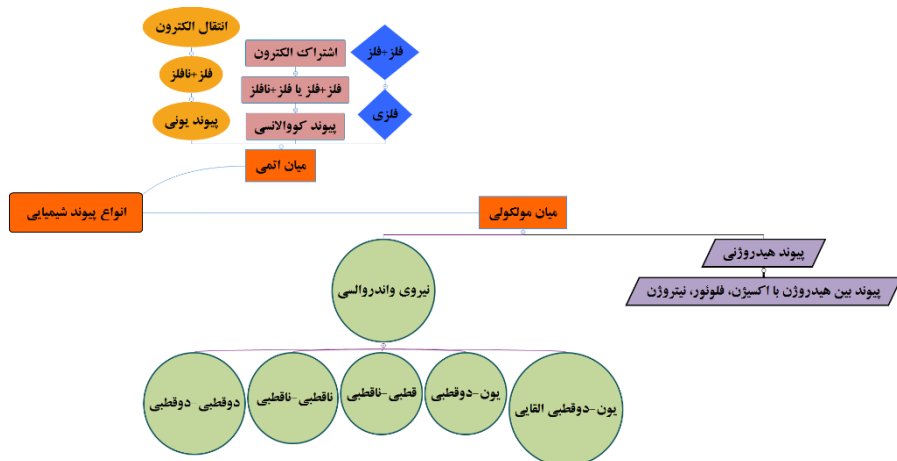 انتقال الکترون
فلز+نافلز
پیوند یونی
اشتراک الکترون
فلز+فلز یا فلز+نافلز
پیوند کووالانسی
فلز+فلز
فلزی
میان اتمی
انواع پیوند شیمیایی
میان مولکولی
پیوند هیدروژنی
پیوند بین هیدروژن با اکسیژن، فلوئور، نیتروژن
نیروی واندروالسی
دوقطبی-دوقطبی
ناقطبی-ناقطبی
قطبی-ناقطبی
یون-دوقطبی
یون-دوقطبی القایی